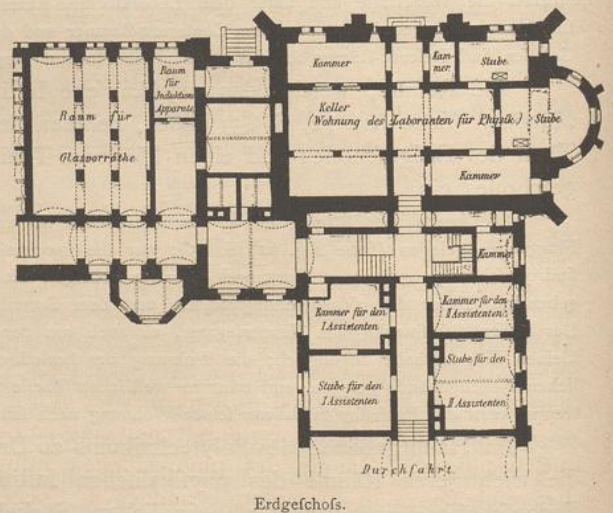 Raum für
Glasvorräthe
Raum
für
Induktions
Apparate
Kammer
Kam-
mer
Stube
Keller
(Wohnung des Laboranten für Physik.)
Stube
Kammer
Kammer
Kammer für den
I Assistenten
Kammer für den
II Assistenten
Stube für den
I Assistenten
Stube für den
II Assistenten
Durchfahrt
Erdgeſchoſs.